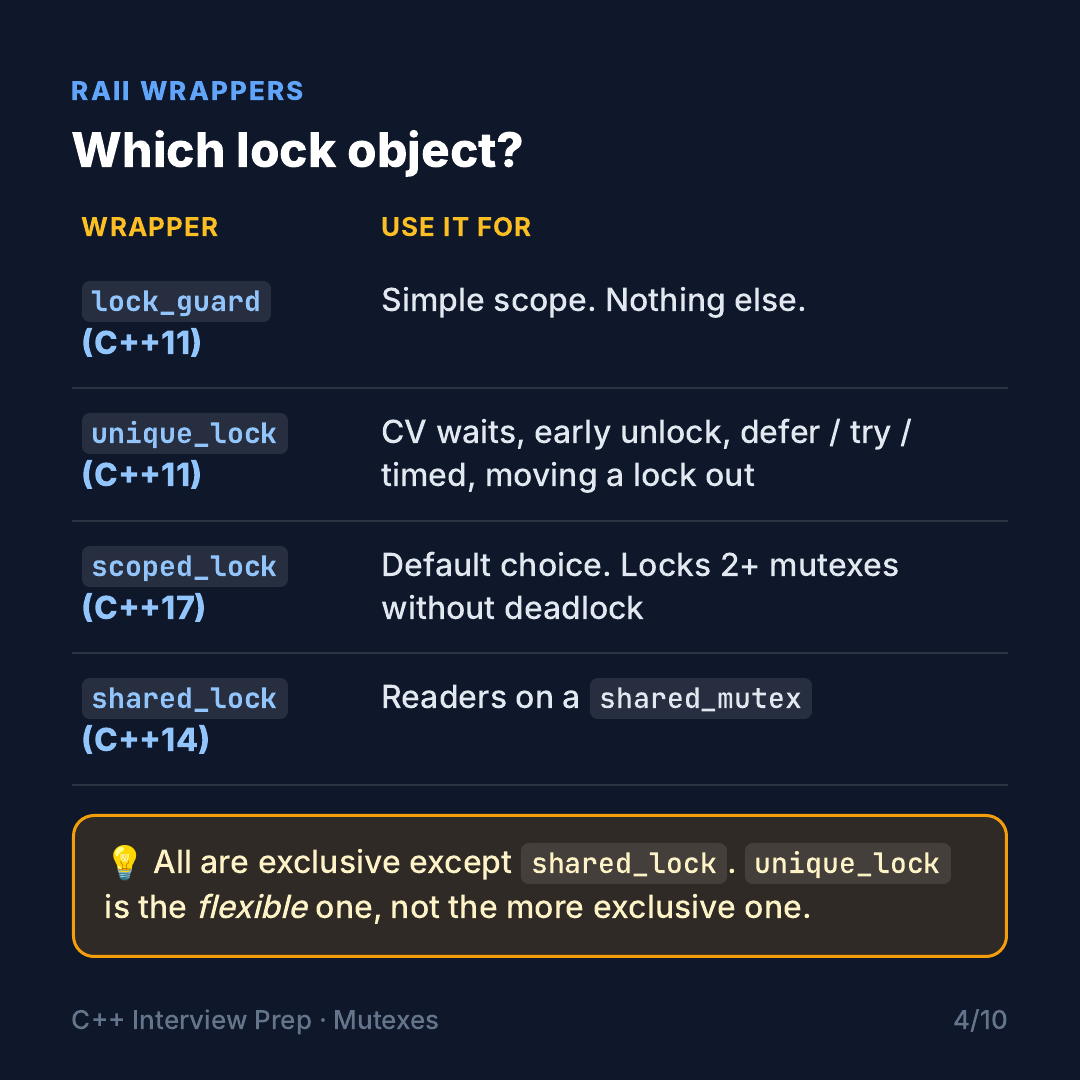 RAII WRAPPERS
Which lock object?
WRAPPER USE IT FOR
lock_guard Simple scope. Nothing else.
(C++11)
unique_lock CV waits, early unlock, defer / try /
(C++11) timed, moving a lock out
scoped_lock Default choice. Locks 2+ mutexes
(C++17) without deadlock
shared_lock Readers on a shared_mutex
(C++14)
💡 All are exclusive except shared_lock. unique_lock
is the flexible one, not the more exclusive one.
C++ Interview Prep · Mutexes 4/10